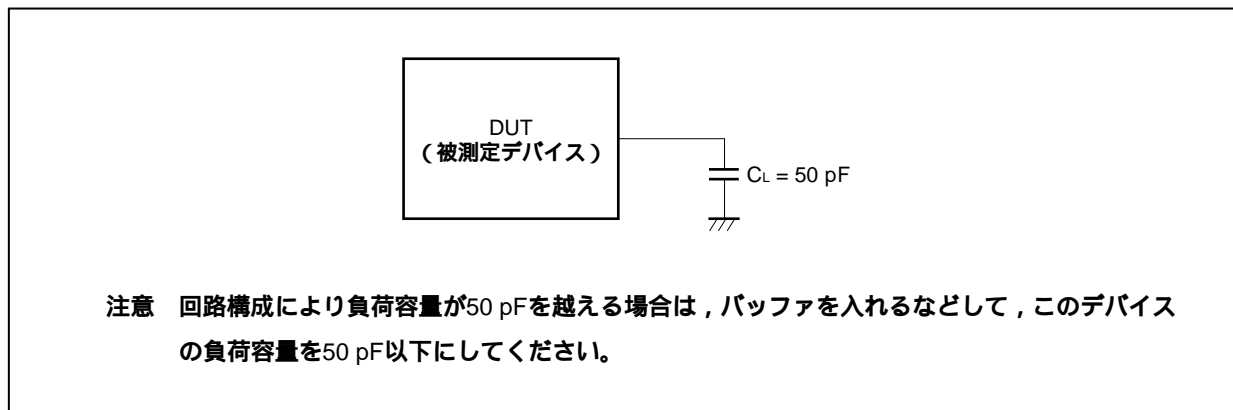 DUT
(被測定デバイス)
CL = 50 pF
注意 回路構成により負荷容量が50 pFを越える場合は,バッファを入れるなどして,このデバイス
の負荷容量を50 pF以下にしてください。